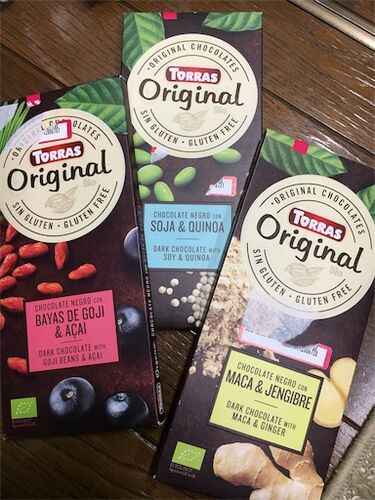 ORIGINAL CHOCOLATES
TORRAS
Original
Bio
SIN GLUTEN • GLUTEN FREE
CHOCOLATE NEGRO CON
BAYAS DE GOJI
& AÇAI
DARK CHOCOLATE WITH
GOJI BEANS & AÇAI
ORIGINAL CHOCOLATES
TORRAS
Original
SIN GLUTEN • GLUTEN FREE
CHOCOLATE NEGRO CON
SOJA & QUINOA
DARK CHOCOLATE WITH
SOY & QUINOA
ORIGINAL CHOCOLATES
TORRAS
Original
Bio
SIN GLUTEN • GLUTEN FREE
CHOCOLATE NEGRO CON
MACA & JENGIBRE
DARK CHOCOLATE WITH
MACA & GINGER